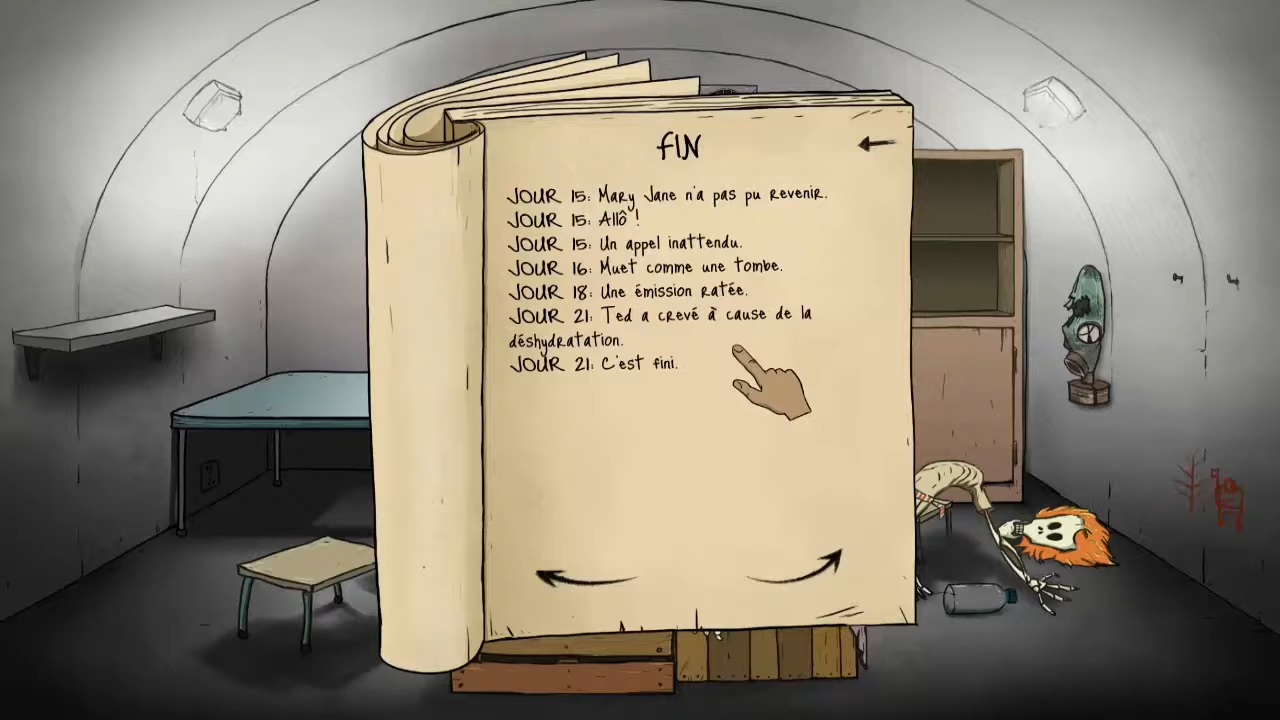 FIN
JOUR 15: Mary Jane n'a pas pu revenir.
JOUR 15: Allô !
JOUR 15: Un appel inattendu.
JOUR 16: Muet comme une tombe.
JOUR 18: Une émission ratée.
JOUR 21: Ted a crevé à cause de la
déshydratation.
JOUR 21: C'est fini.